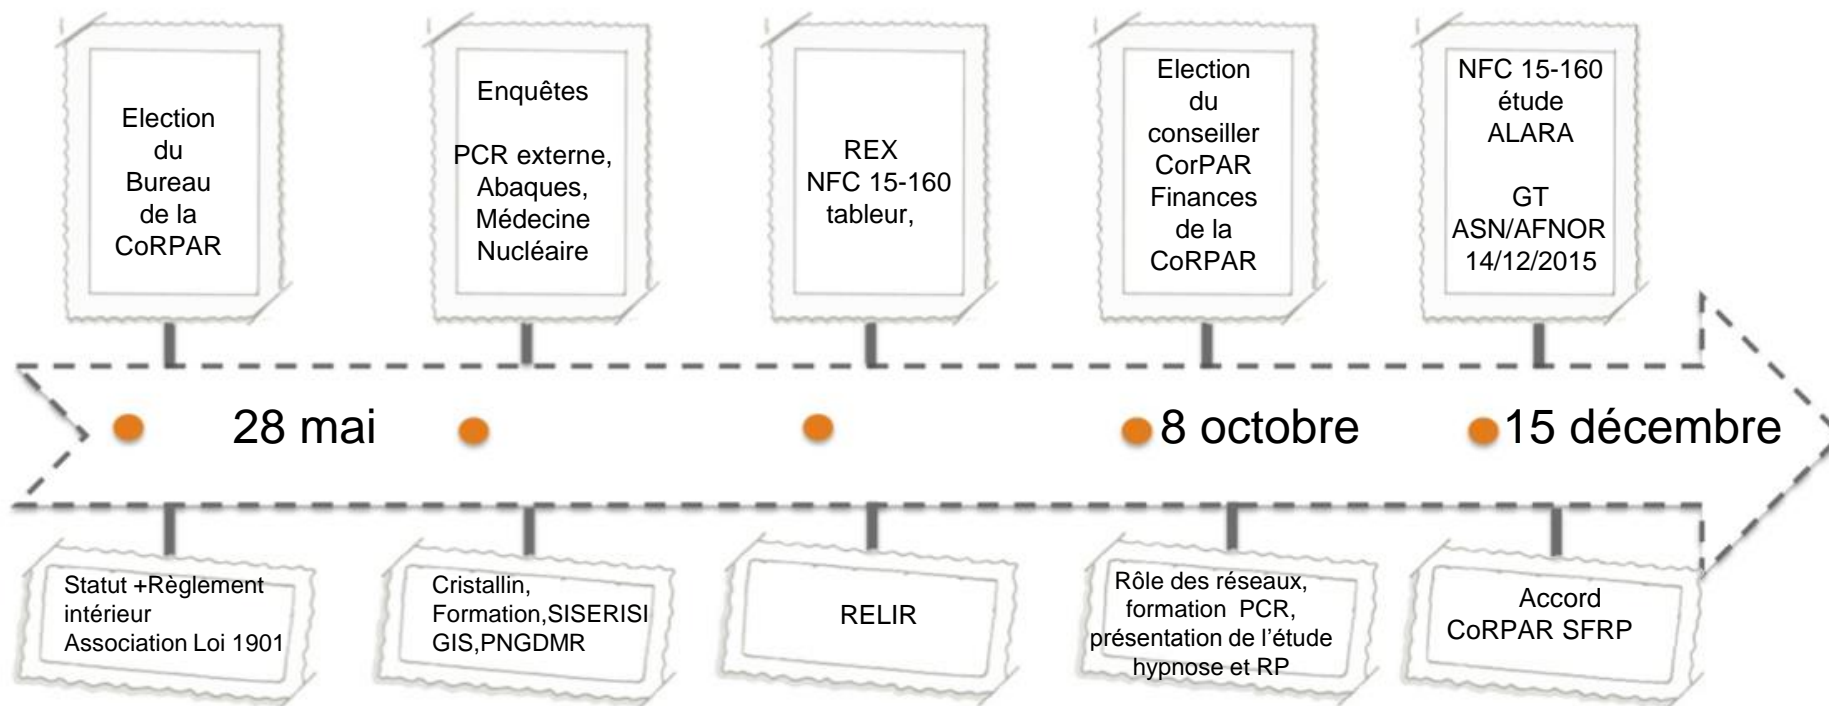 Election
du
Bureau
de la
CoRPAR
Enquêtes
PCR externe,
Abaques,
Médecine
Nucléaire
REX
NFC 15-160
tableur,
Election
du
conseiller
CorPAR
Finances
de la
CoRPAR
NFC 15-160
étude
ALARA
GT
ASN/AFNOR
14/12/2015
28 mai
8 octobre
15 décembre
Statut +Règlement
intérieur
Association Loi 1901
Cristallin,
Formation,SISERISI
GIS,PNGDMR
RELIR
Rôle des réseaux,
formation PCR,
présentation de l’étude
hypnose et RP
Accord
CoRPAR SFRP